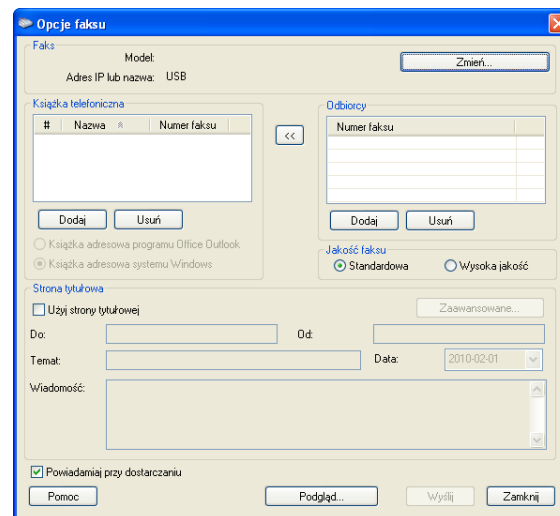 Opcje faksu
Faks
Model:
Zmień...
Adres IP lub nazwa: USB
Książka telefoniczna
# Nazwa Numer faksu
<<
Odbiorcy
Numer faksu
Dodaj Usuń
Dodaj Usuń
Książka adresowa programu Office Outlook
Książka adresowa systemu Windows
Jakość faksu
Standardowa Wysoka jakość
Strona tytułowa
Użyj strony tytułowej
Zaawansowane...
Do: Od:
Temat: Data: 2010-02-01
Wiadomość:
Powiadamiaj przy dostarczaniu
Pomoc Podgląd... Wyślij Zamknij